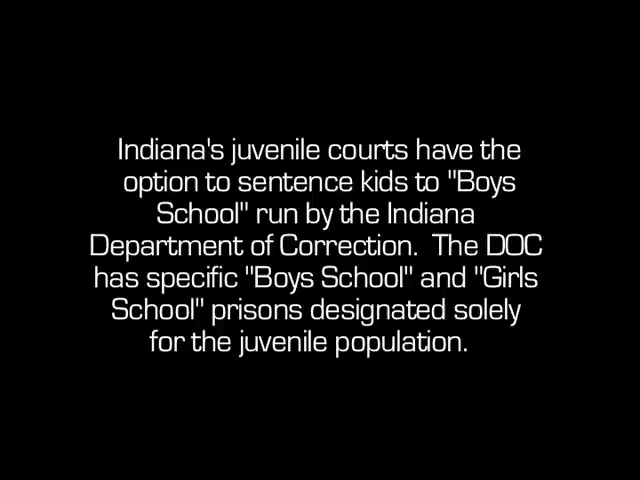 Indiana's juvenile courts have the
option to sentence kids to "Boys
School" run by the Indiana
Department of Correction.  The DOC
has specific "Boys School" and "Girls
School" prisons designated solely
for the juvenile population.